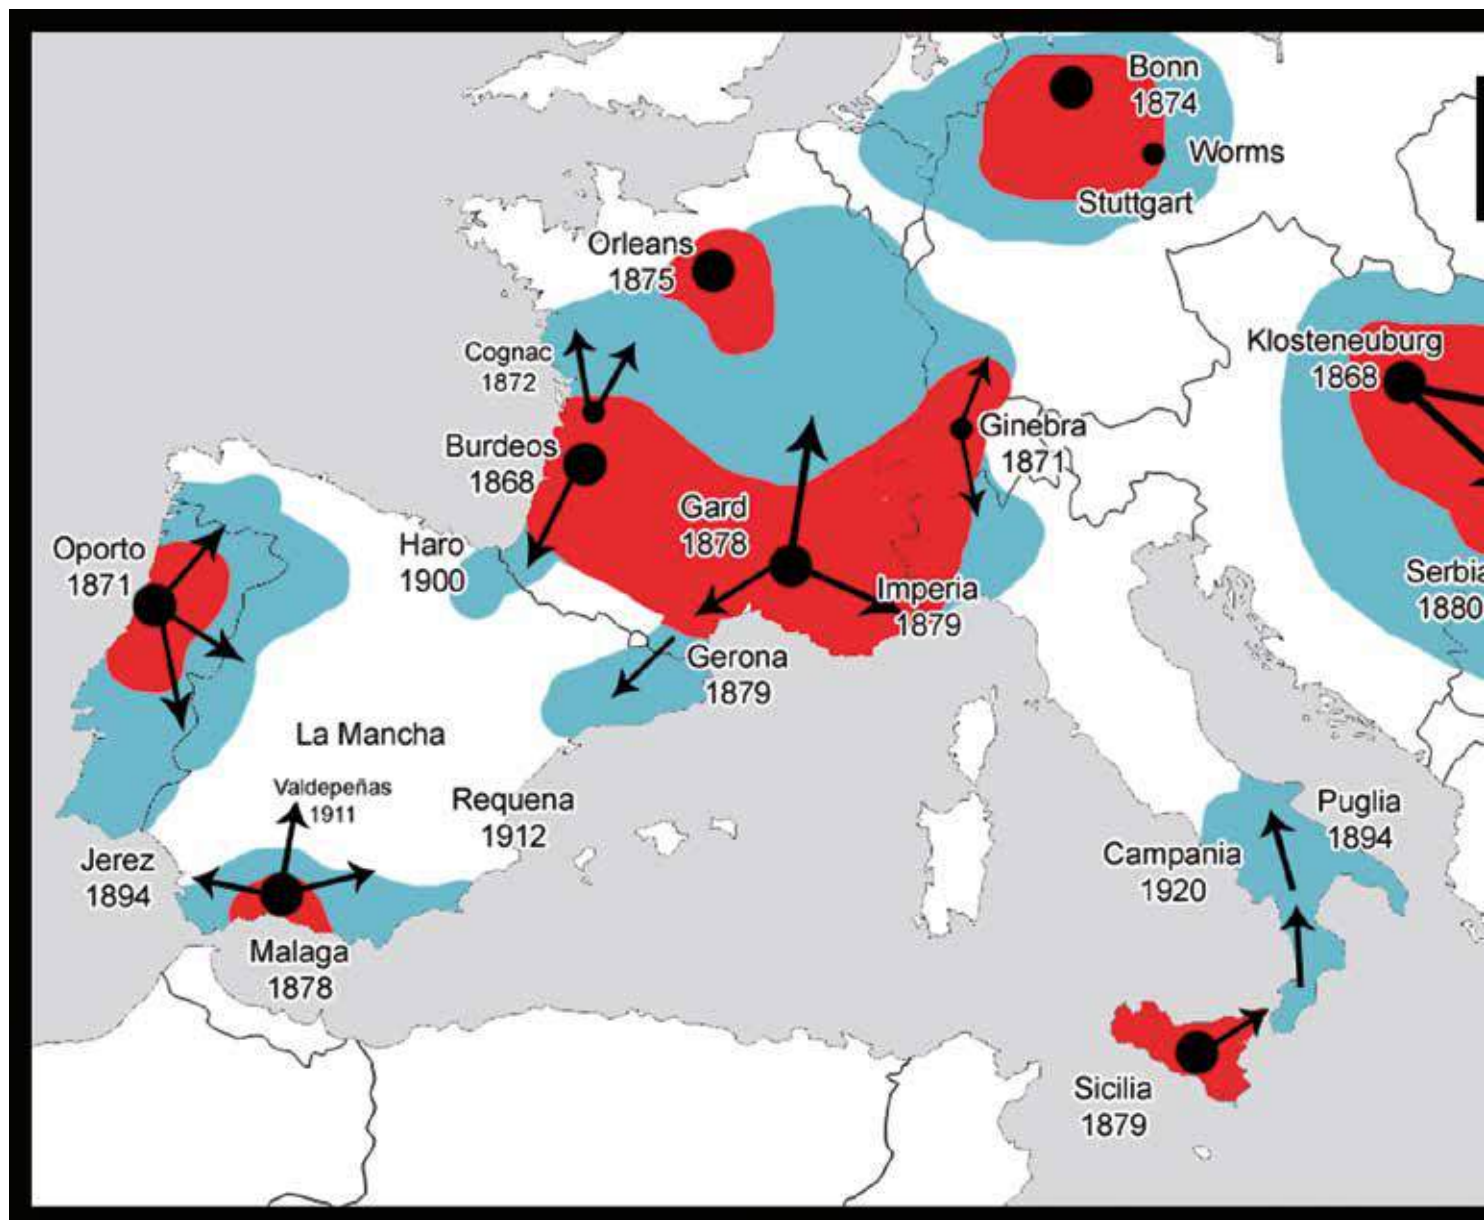 Bonn
1874
Worms
Stuttgart
Orleans
1875
Cognac
1872
Klosteneuburg
1868
Burdeos
1868
Ginebra
1871
Gard
1878
Oporto
1871
Haro
1900
Imperia
1879
Serbia
1880
Gerona
1879
La Mancha
Valdepeñas
1911
Requena
1912
Puglia
1894
Jerez
1894
Campania
1920
Malaga
1878
Sicilia
1879